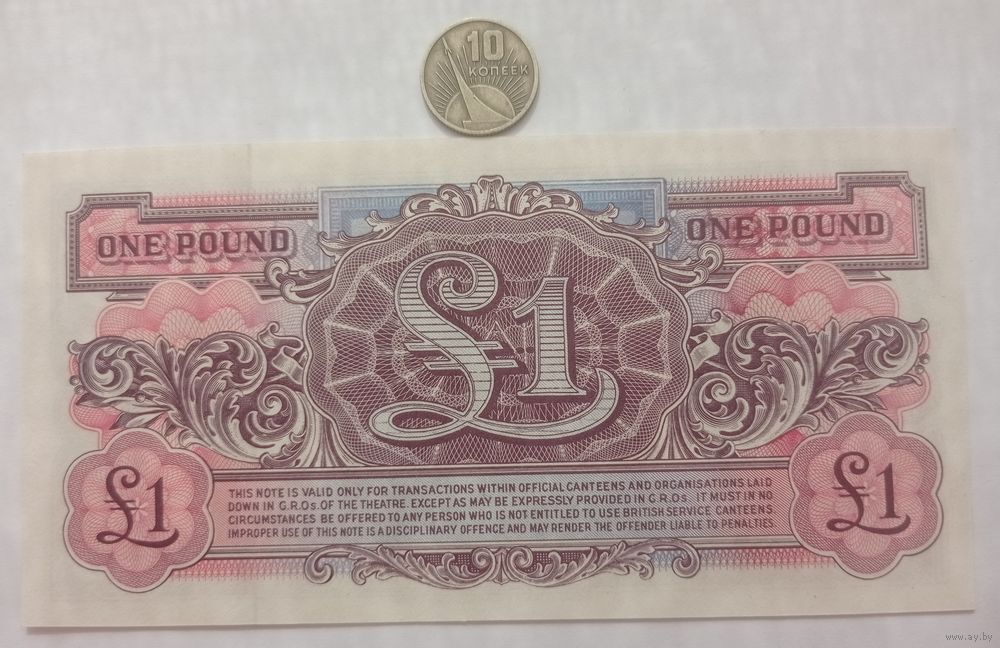 10
КОПЕЕК
ONE POUND
ONE POUND
£1
£1
£1
THIS NOTE IS VALID ONLY FOR TRANSACTIONS WITHIN OFFICIAL CANTEENS AND ORGANISATIONS LAID
DOWN IN G.R.Os. OF THE THEATRE. EXCEPT AS MAY BE EXPRESSLY PROVIDED IN G.R.Os. IT MUST IN NO
CIRCUMSTANCES BE OFFERED TO ANY PERSON WHO IS NOT ENTITLED TO USE BRITISH SERVICE CANTEENS.
IMPROPER USE OF THIS NOTE IS A DISCIPLINARY OFFENCE AND MAY RENDER THE OFFENDER LIABLE TO PENALTIES
www.ay.by